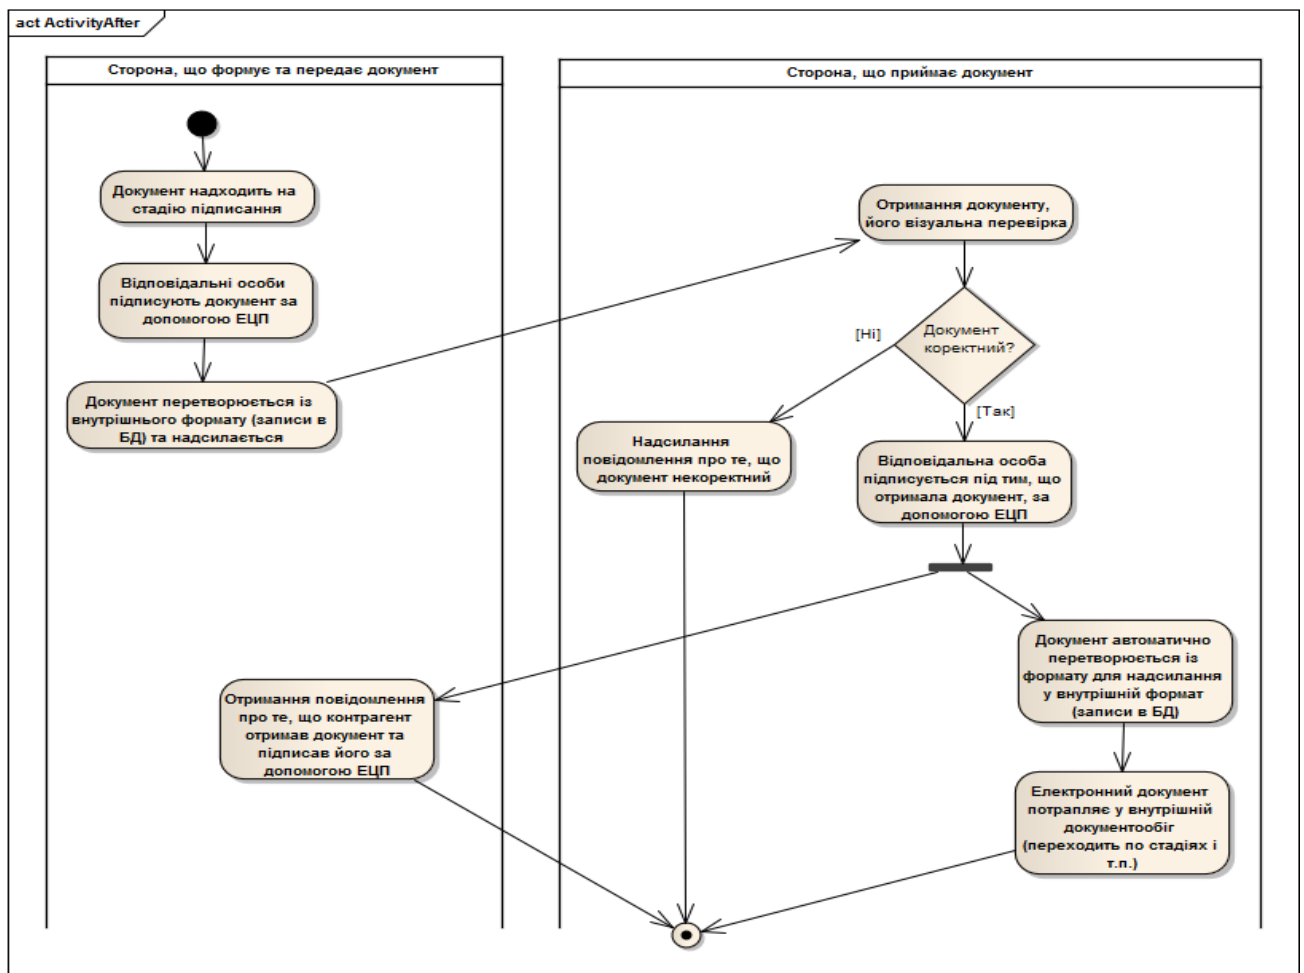 act ActivityAfter
Сторона, що формує та передає документ
Документ надходить на
стадію підписання
Відповідальні особи
підписують документ за
допомогою ЕЦП
Документ перетворюється із
внутрішнього формату (записи в
БД) та надсилається
Отримання повідомлення
про те, що контрагент
отримав документ та
підписав його за
допомогою ЕЦП
Сторона, що приймає документ
Отримання документу,
його візуальна перевірка
Документ
коректний?
[Ні]
[Так]
Надсилання
повідомлення про те, що
документ некоректний
Відповідальна особа
підписується під тим, що
отримала документ, за
допомогою ЕЦП
Документ автоматично
перетворюється із
формату для надсилання
у внутрішній формат
(записи в БД)
Електронний документ
потрапляє у внутрішній
документообіг
(переходить по стадіях і
т.п.)